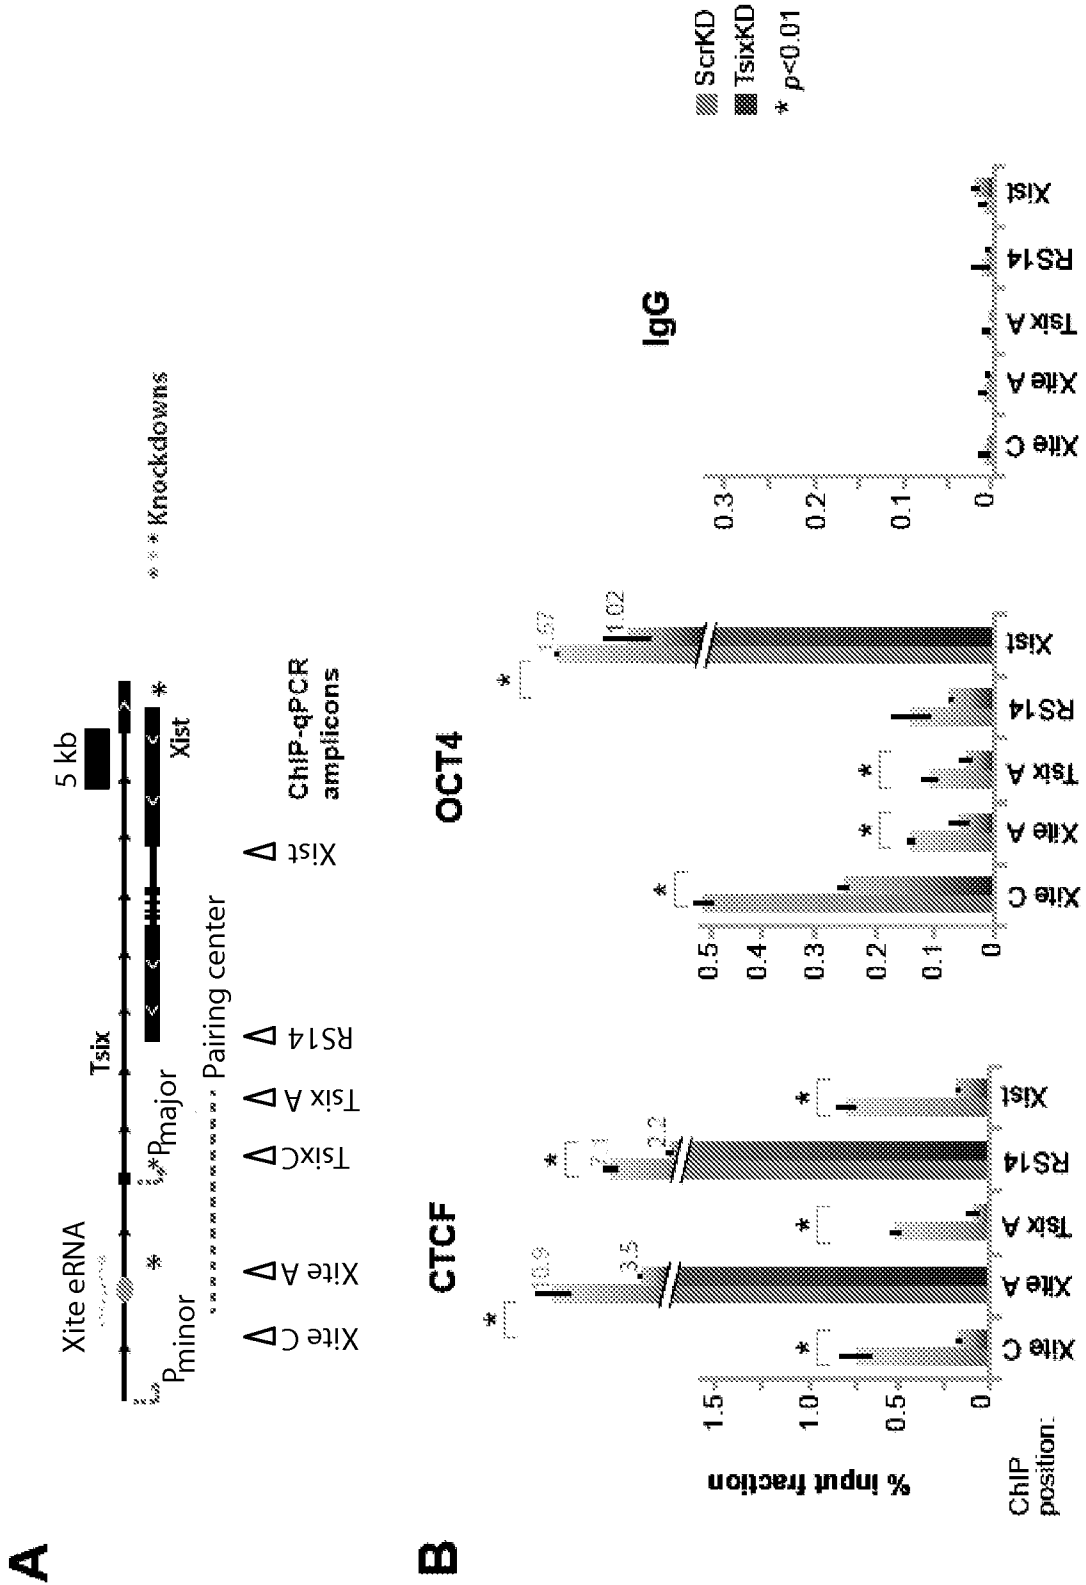 A
5 kb
Xite eRNA
Tsix
* * * Knockdowns
Pminor
*
*Pmajor
Xist
*
Pairing center
Xite C
Xite A
TsixC
Tsix A
RS14
Xist
ChIP-qPCR
amplicons
B
CTCF
OCT4
IgG
ScrKD
TsixKD
* p<0.01
% input fraction
1.5
1.0
0.5
0
*
*
10.9
3.5
*
*
2.2
*
Xite C
Xite A
Tsix A
RS14
Xist
0.5
0.4
0.3
0.2
0.1
0
*
*
*
*
1.57
1.02
Xite C
Xite A
Tsix A
RS14
Xist
0.3
0.2
0.1
0
Xite C
Xite A
Tsix A
RS14
Xist
ChIP
position: